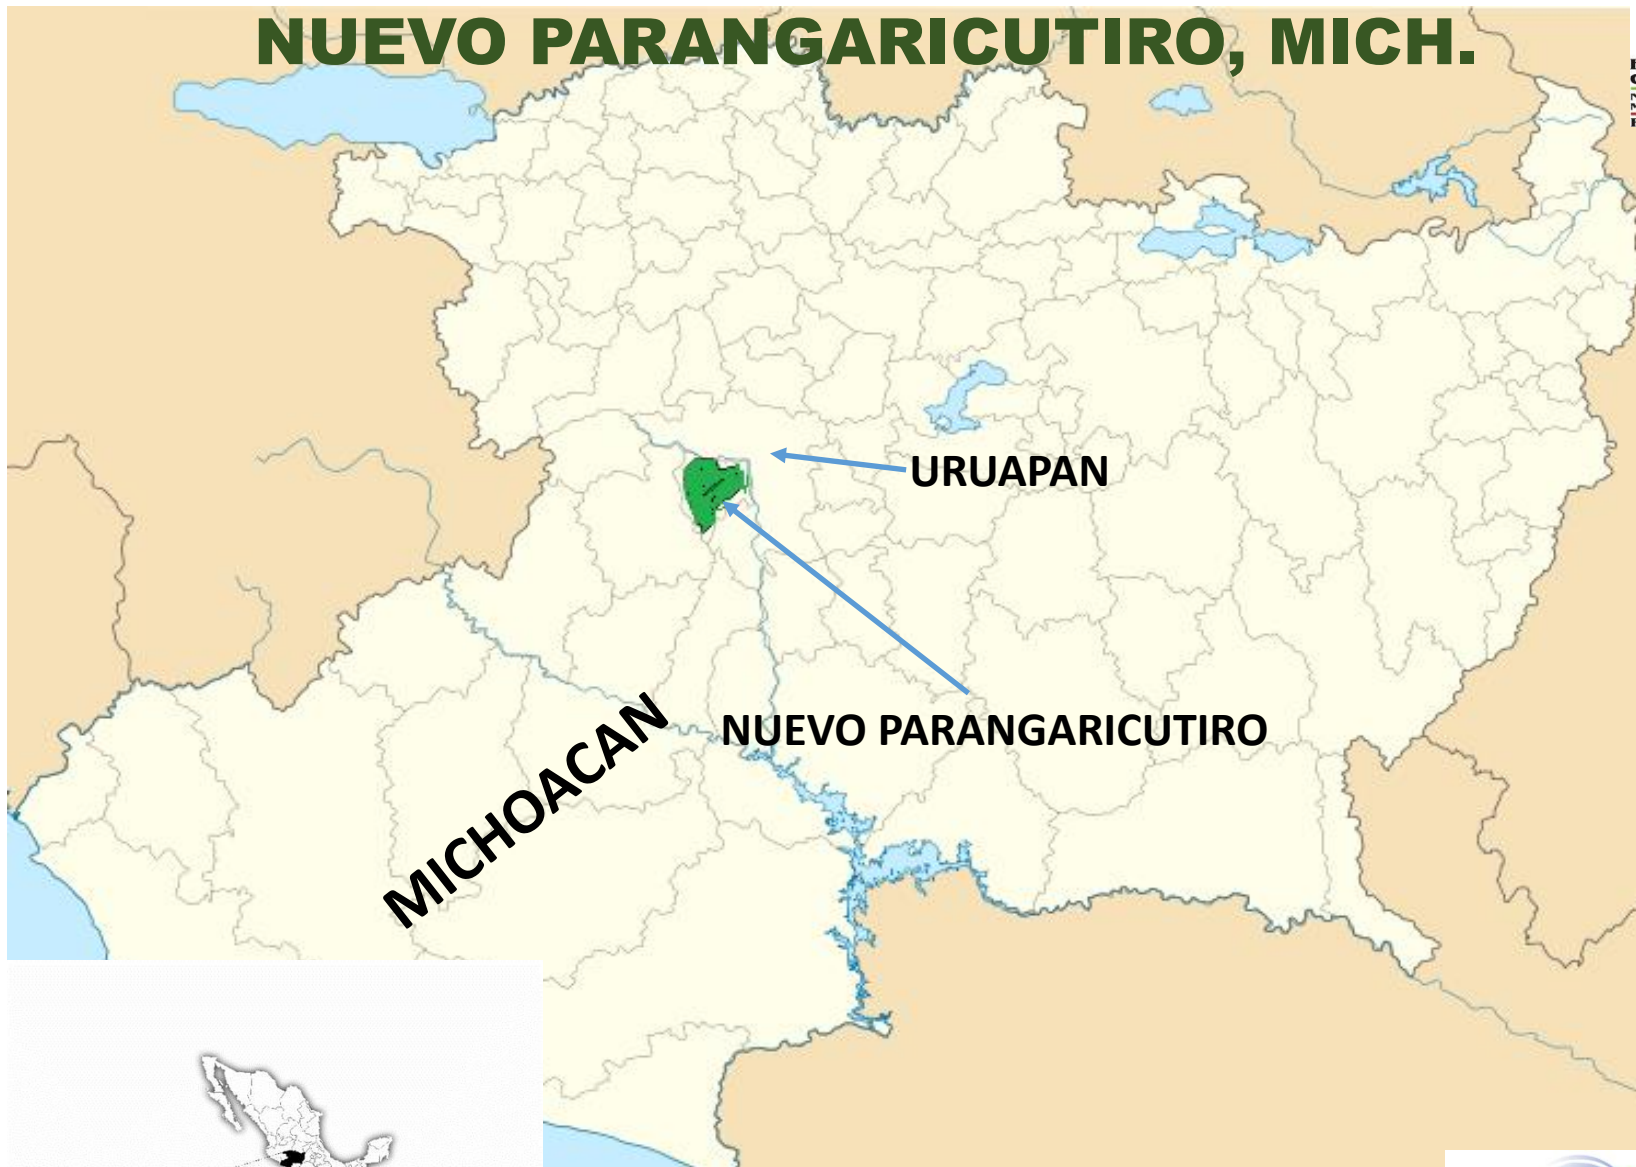 NUEVO PARANGARICUTIRO, MICH.
URUAPAN
NUEVO PARANGARICUTIRO
MICHOACAN